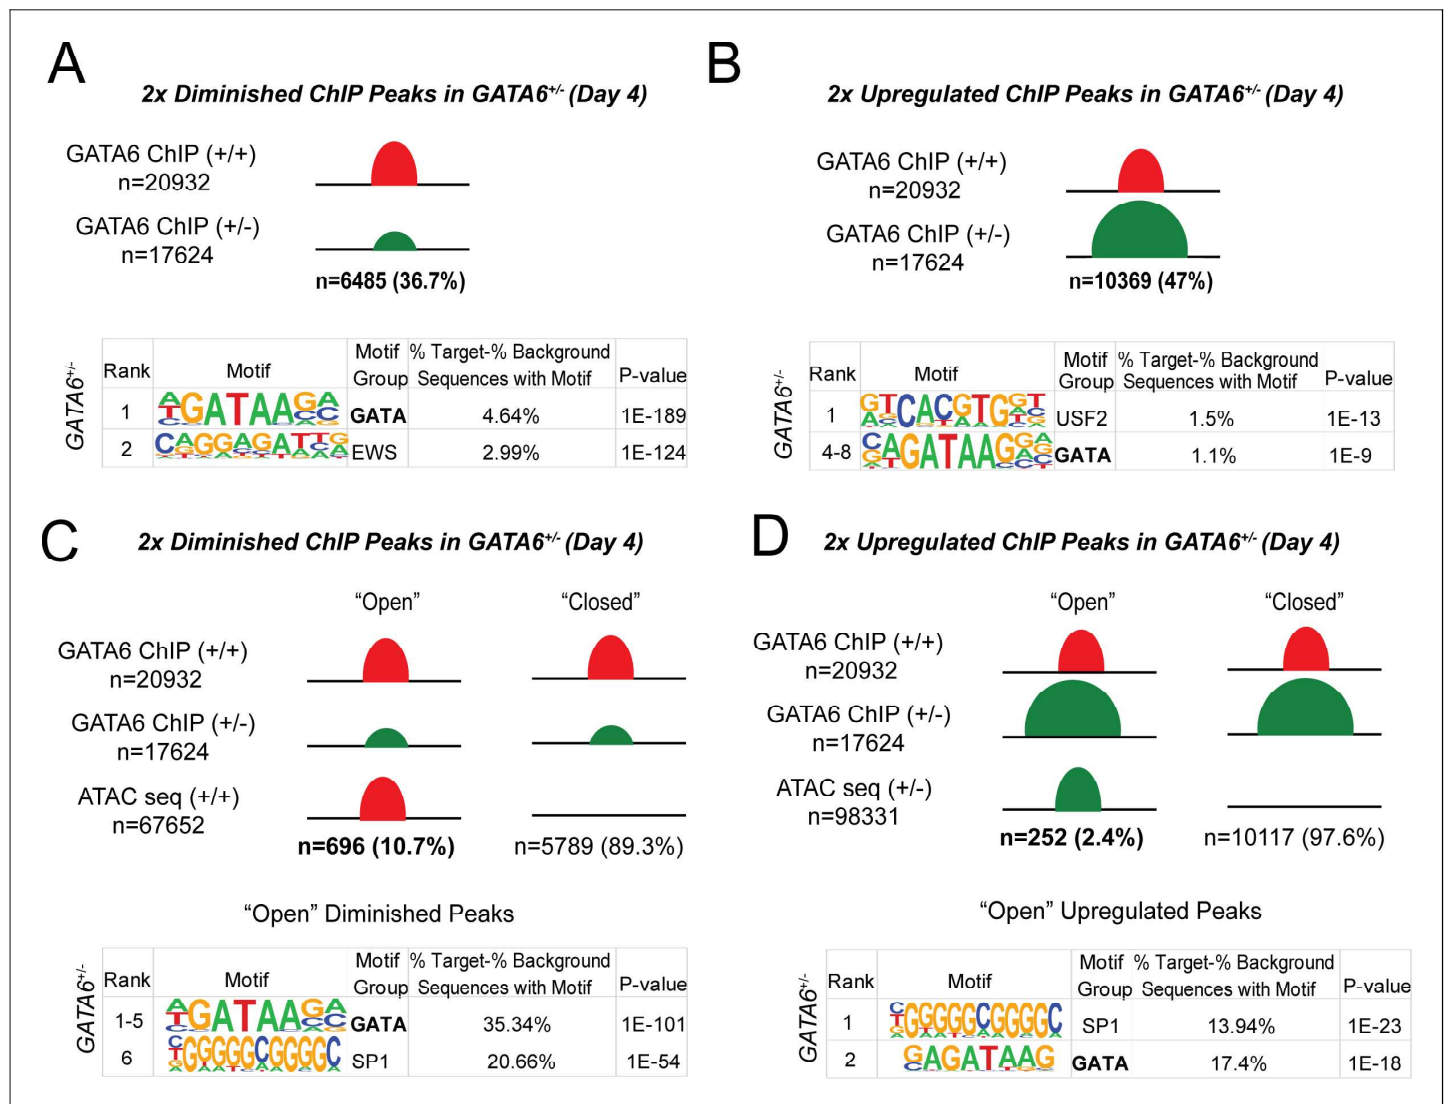 A
2x Diminished ChIP Peaks in GATA6+/- (Day 4)
GATA6 ChIP (+/+)
n=20932
GATA6 ChIP (+/-)
n=17624
n=6485 (36.7%)
GATA6+/-
Rank Motif Motif Group % Target-% Background Sequences with Motif P-value
1 GATAA GATA 4.64% 1E-189
2 EWS 2.99% 1E-124
B
2x Upregulated ChIP Peaks in GATA6+/- (Day 4)
GATA6 ChIP (+/+)
n=20932
GATA6 ChIP (+/-)
n=17624
n=10369 (47%)
GATA6+/-
Rank Motif Motif Group % Target-% Background Sequences with Motif P-value
1 CACGTG USF2 1.5% 1E-13
4-8 AGATAAG GATA 1.1% 1E-9
C
2x Diminished ChIP Peaks in GATA6+/- (Day 4)
“Open” “Closed”
GATA6 ChIP (+/+)
n=20932
GATA6 ChIP (+/-)
n=17624
ATAC seq (+/+)
n=67652
n=696 (10.7%) n=5789 (89.3%)
“Open” Diminished Peaks
GATA6+/-
Rank Motif Motif Group % Target-% Background Sequences with Motif P-value
1-5 GATAA GATA 35.34% 1E-101
6 GGGGGCGGGGC SP1 20.66% 1E-54
D
2x Upregulated ChIP Peaks in GATA6+/- (Day 4)
“Open” “Closed”
GATA6 ChIP (+/+)
n=20932
GATA6 ChIP (+/-)
n=17624
ATAC seq (+/-)
n=98331
n=252 (2.4%) n=10117 (97.6%)
“Open” Upregulated Peaks
GATA6+/-
Rank Motif Motif Group % Target-% Background Sequences with Motif P-value
1 GGGGGCGGGGC SP1 13.94% 1E-23
2 GAGATAAG GATA 17.4% 1E-18